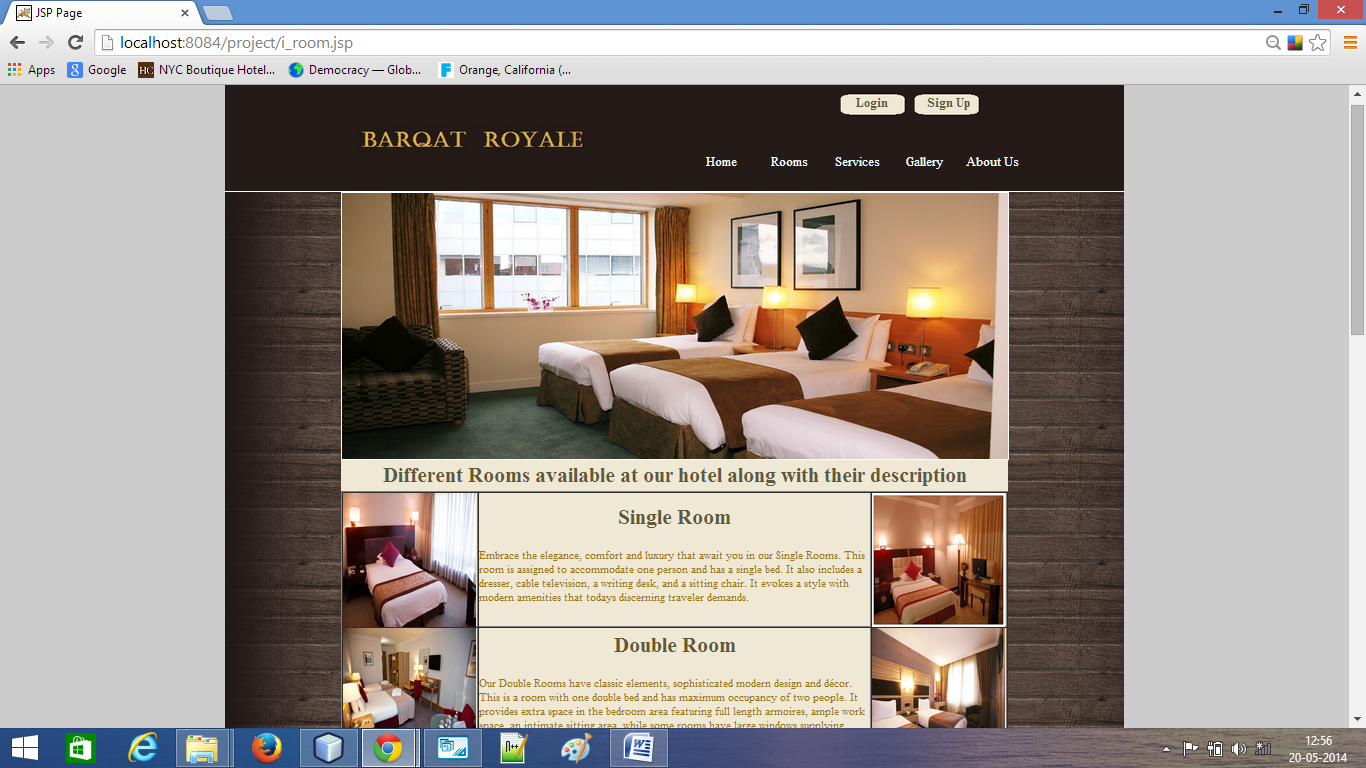 JSP Page
localhost:8084/project/i_room.jsp
Apps Google NYC Boutique Hotel... Democracy — Glob... Orange, California (...
Login Sign Up
BARQAT ROYALE
Home Rooms Services Gallery About Us
Different Rooms available at our hotel along with their description
Single Room
Embrace the elegance, comfort and luxury that await you in our Single Rooms. This
room is assigned to accommodate one person and has a single bed. It also includes a
dresser, cable television, a writing desk, and a sitting chair. It evokes a style with
modern amenities that todays discerning traveler demands.
Double Room
Our Double Rooms have classic elements, sophisticated modern design and décor.
This is a room with one double bed and has maximum occupancy of two people. It
provides extra space in the bedroom area featuring full length armoires, ample work
space, an intimate sitting area, while some rooms have large windows supplying
12:56
20-05-2014